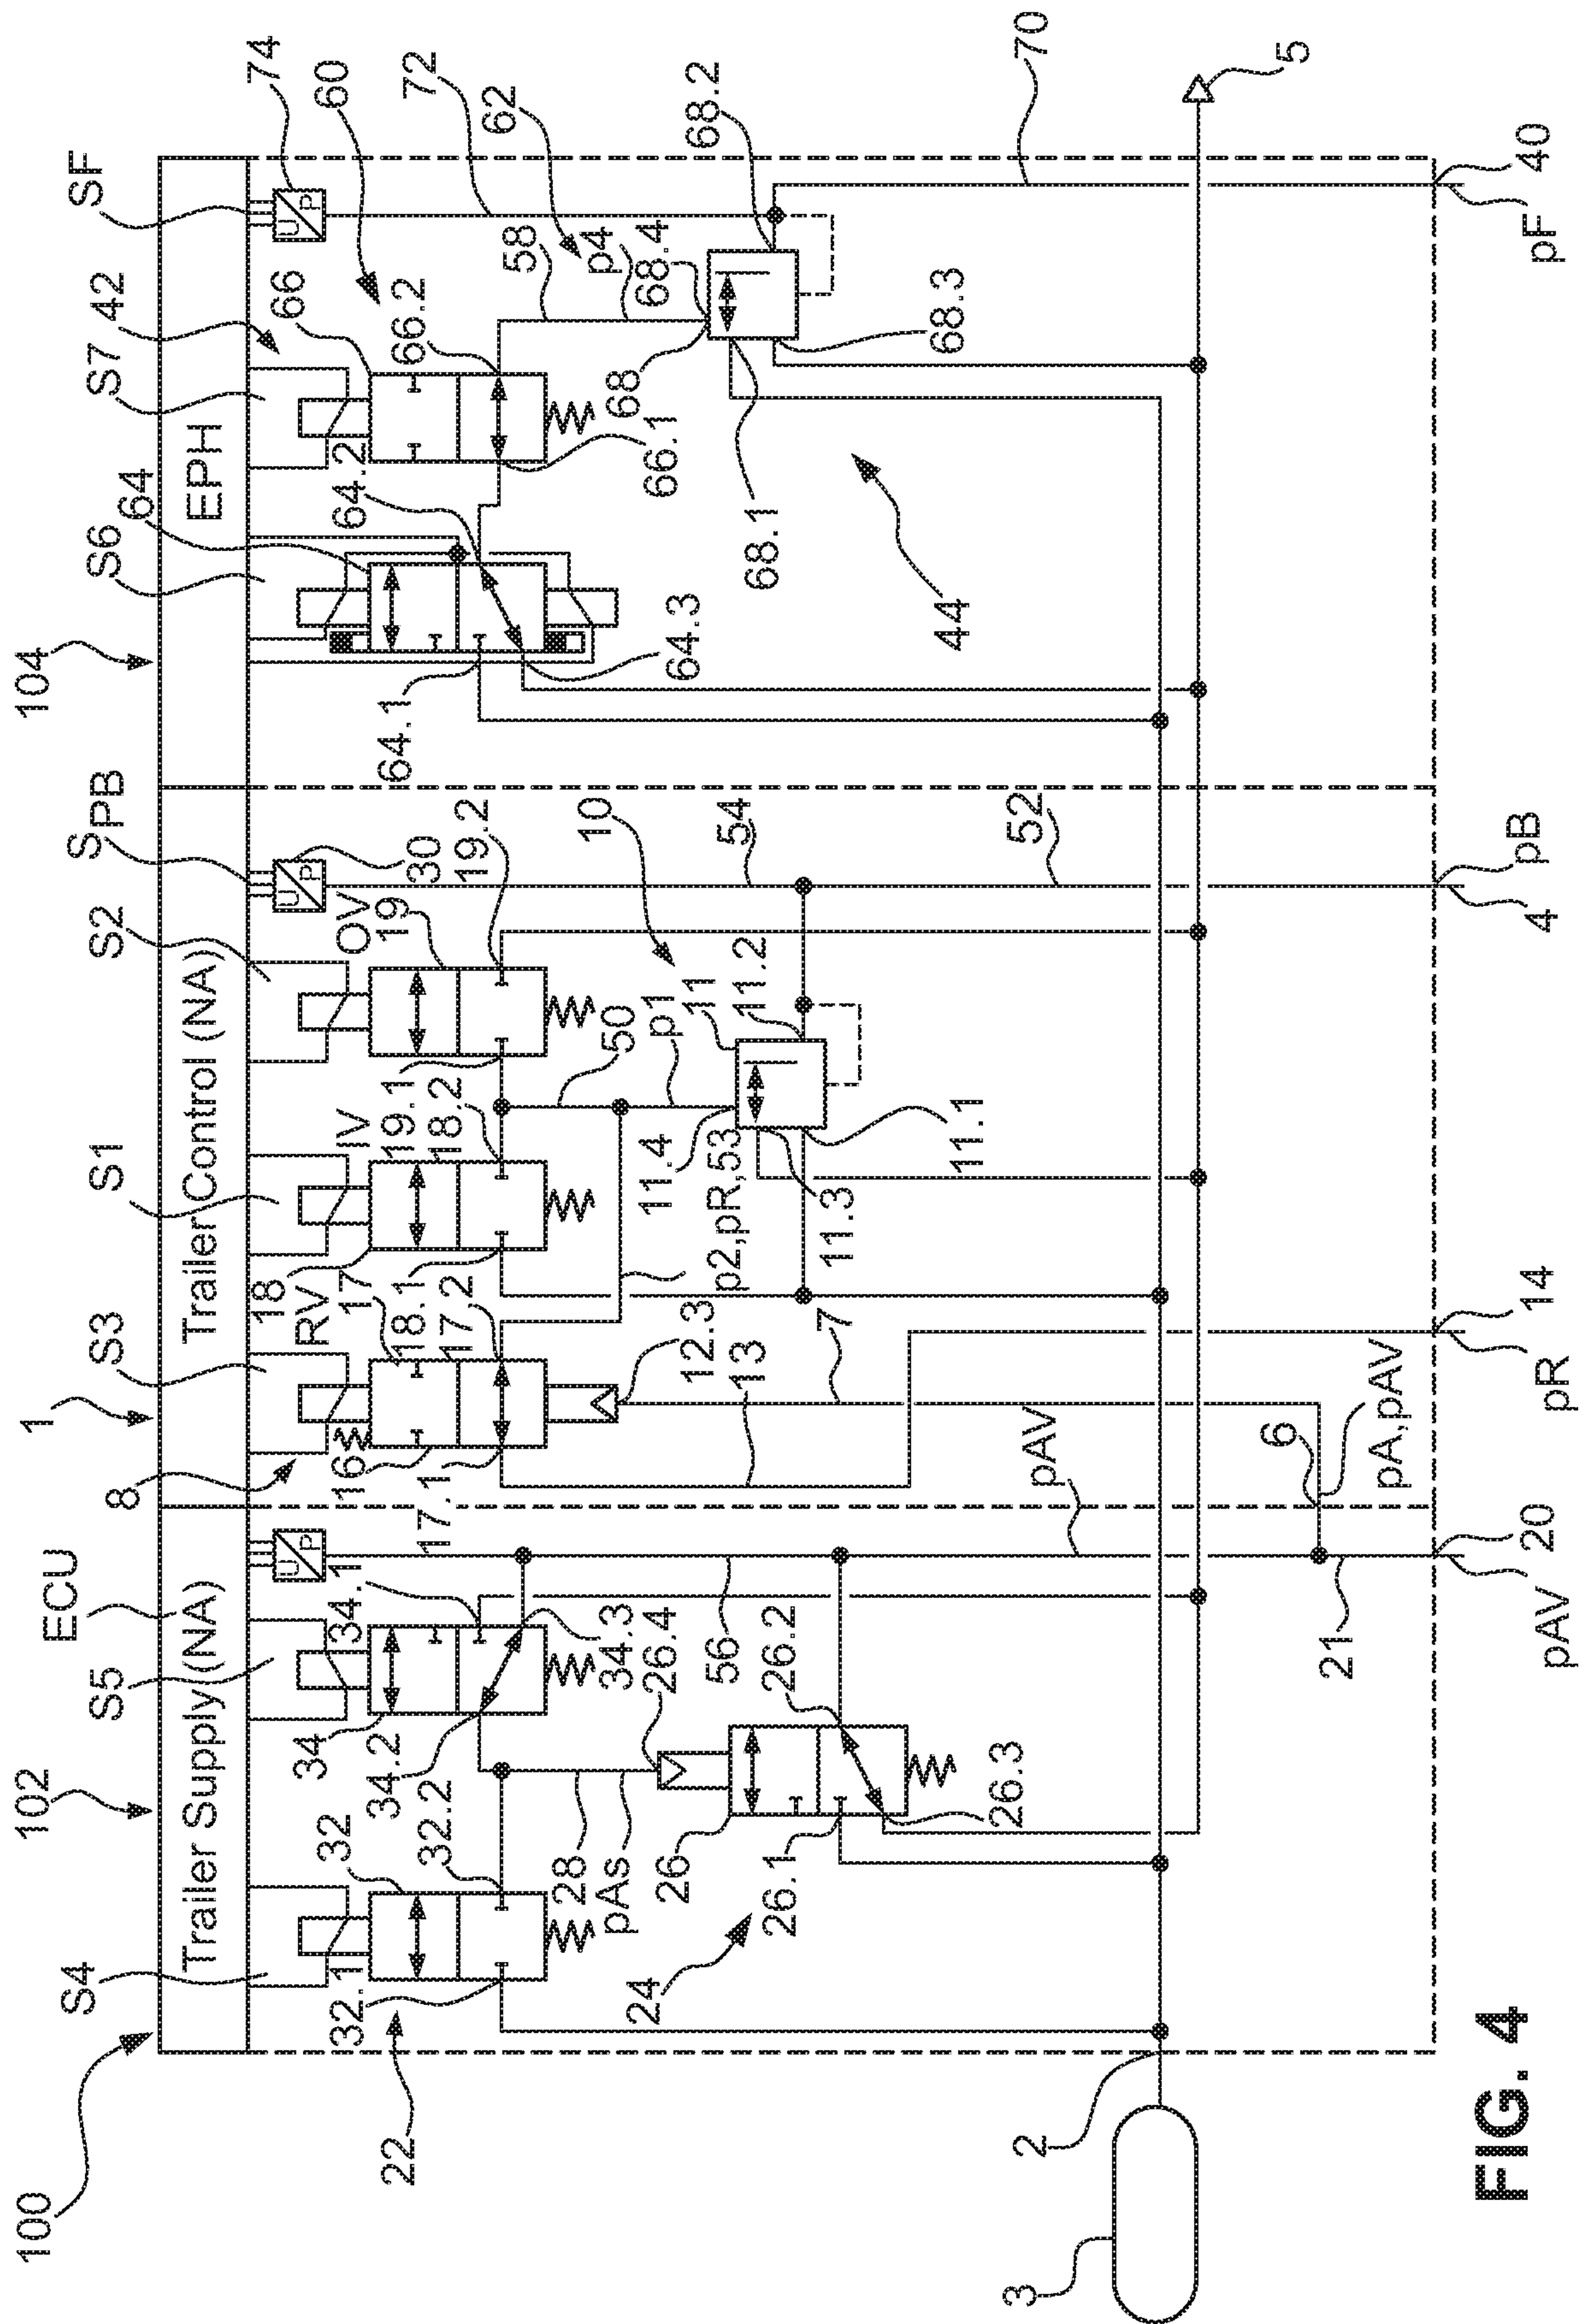 100
102
ECU
1
104
S4
S5
S3
S1
S2
S PB
S6
S7
42
SF
Trailer Supply (NA)
Trailer Control (NA)
EPH
74
U P
U P
U P
8
RV
IV
OV
30
64
66
60
22
32.1
32
34
34.1
16
17
18
19
64.2
66.2
72
34.2
32.2
17.1
18.1
17.2
19.1
18.2
19.2
64.1
64.3
66.1
58
62
28
pAs
34.3
26.4
50
p1
10
p4
68.4
24
26
26.1
26.2
56
26.3
12.3
13
7
11.4
p2,pR,53
11.3
11
11.2
11.1
54
68
68.1
68.2
68.3
44
52
70
pAV
2
3
5
21
6
pA,pAV
20
pAV
14
pR
4
pB
40
pF
FIG. 4